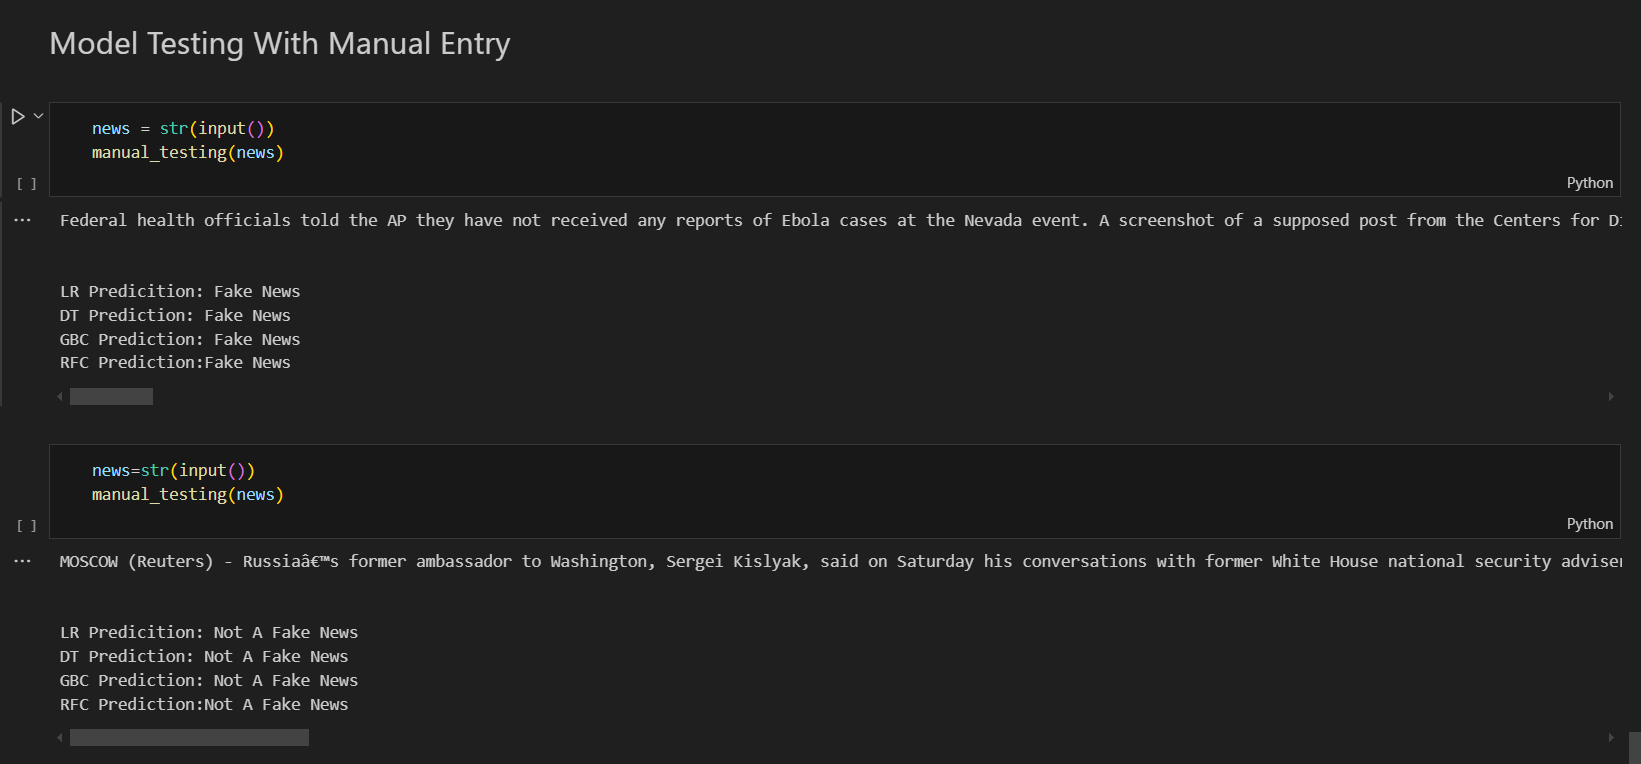 Model Testing With Manual Entry
news = str(input())
manual_testing(news)
[ ]
Python
Federal health officials told the AP they have not received any reports of Ebola cases at the Nevada event. A screenshot of a supposed post from the Centers for
LR Predicition: Fake News
DT Prediction: Fake News
GBC Prediction: Fake News
RFC Prediction:Fake News
news=str(input())
manual_testing(news)
[ ]
Python
MOSCOW (Reuters) - Russiaâ€™s former ambassador to Washington, Sergei Kislyak, said on Saturday his conversations with former White House national security adviser
LR Predicition: Not A Fake News
DT Prediction: Not A Fake News
GBC Prediction: Not A Fake News
RFC Prediction:Not A Fake News